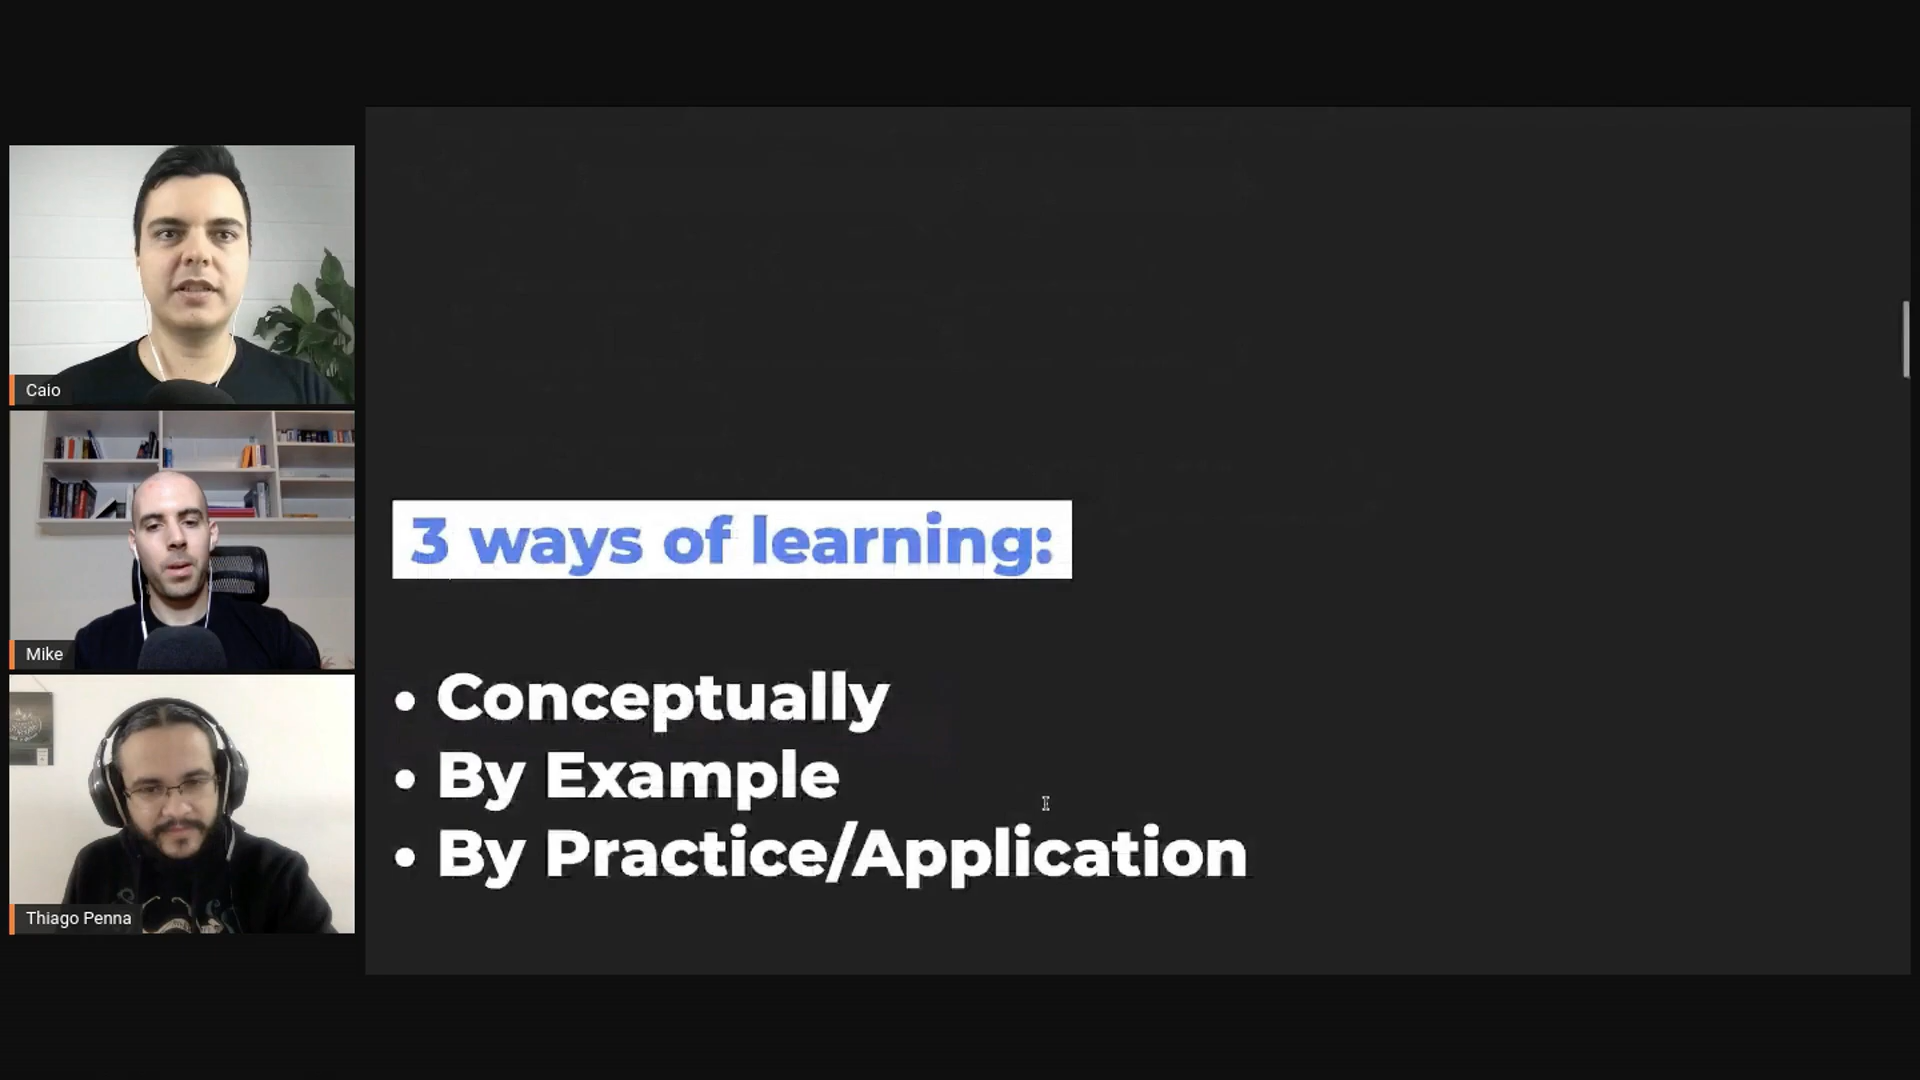 Caio
Mike
Thiago Penna
3 ways of learning:
• Conceptually
• By Example
• By Practice/Application